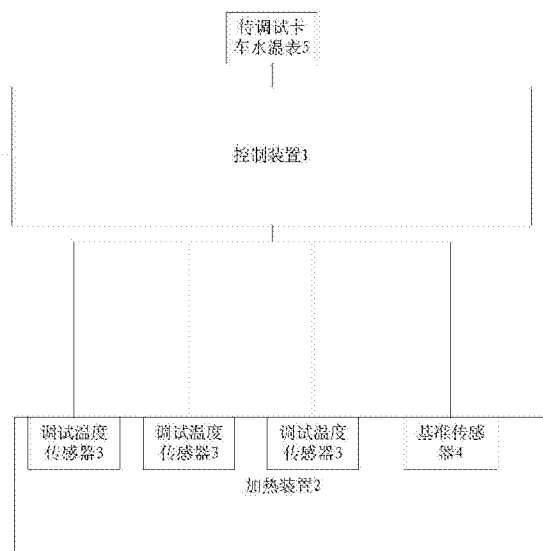 待调试卡
车水温表5
控制装置1
调试温度
传感器3
调试温度
传感器3
调试温度
传感器3
基准传感
器4
加热装置2